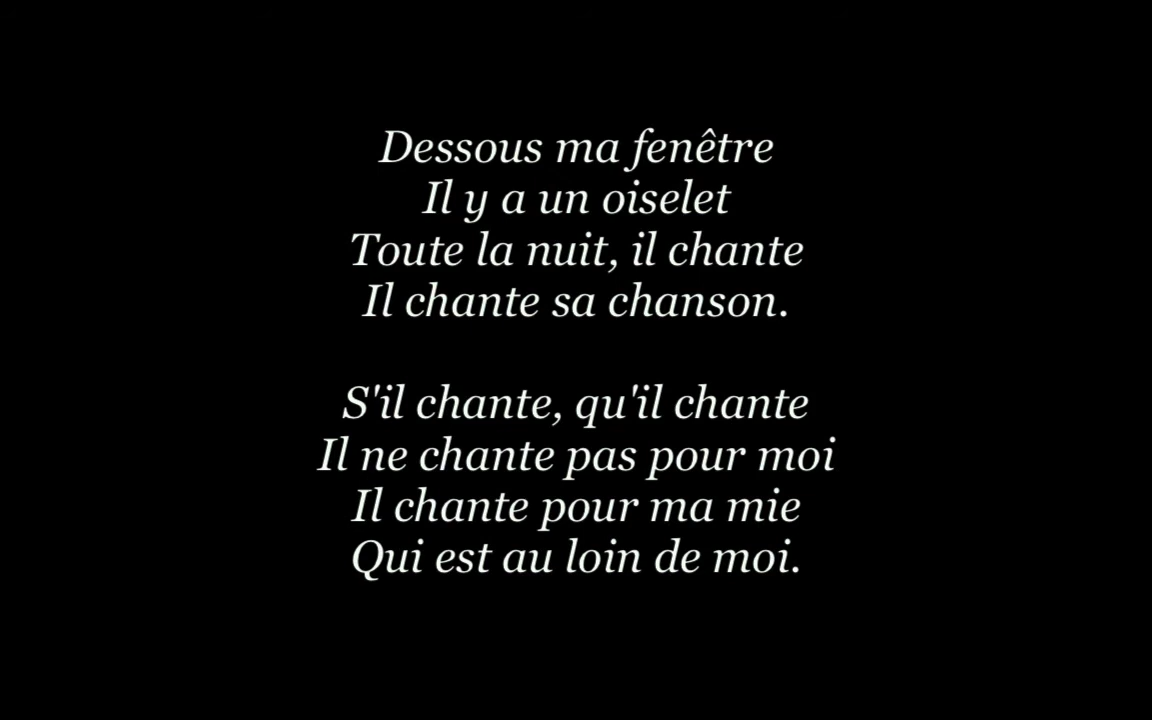 Dessous ma fenêtre
Il y a un oiselet
Toute la nuit, il chante
Il chante sa chanson.
S'il chante, qu'il chante
Il ne chante pas pour moi
Il chante pour ma mie
Qui est au loin de moi.